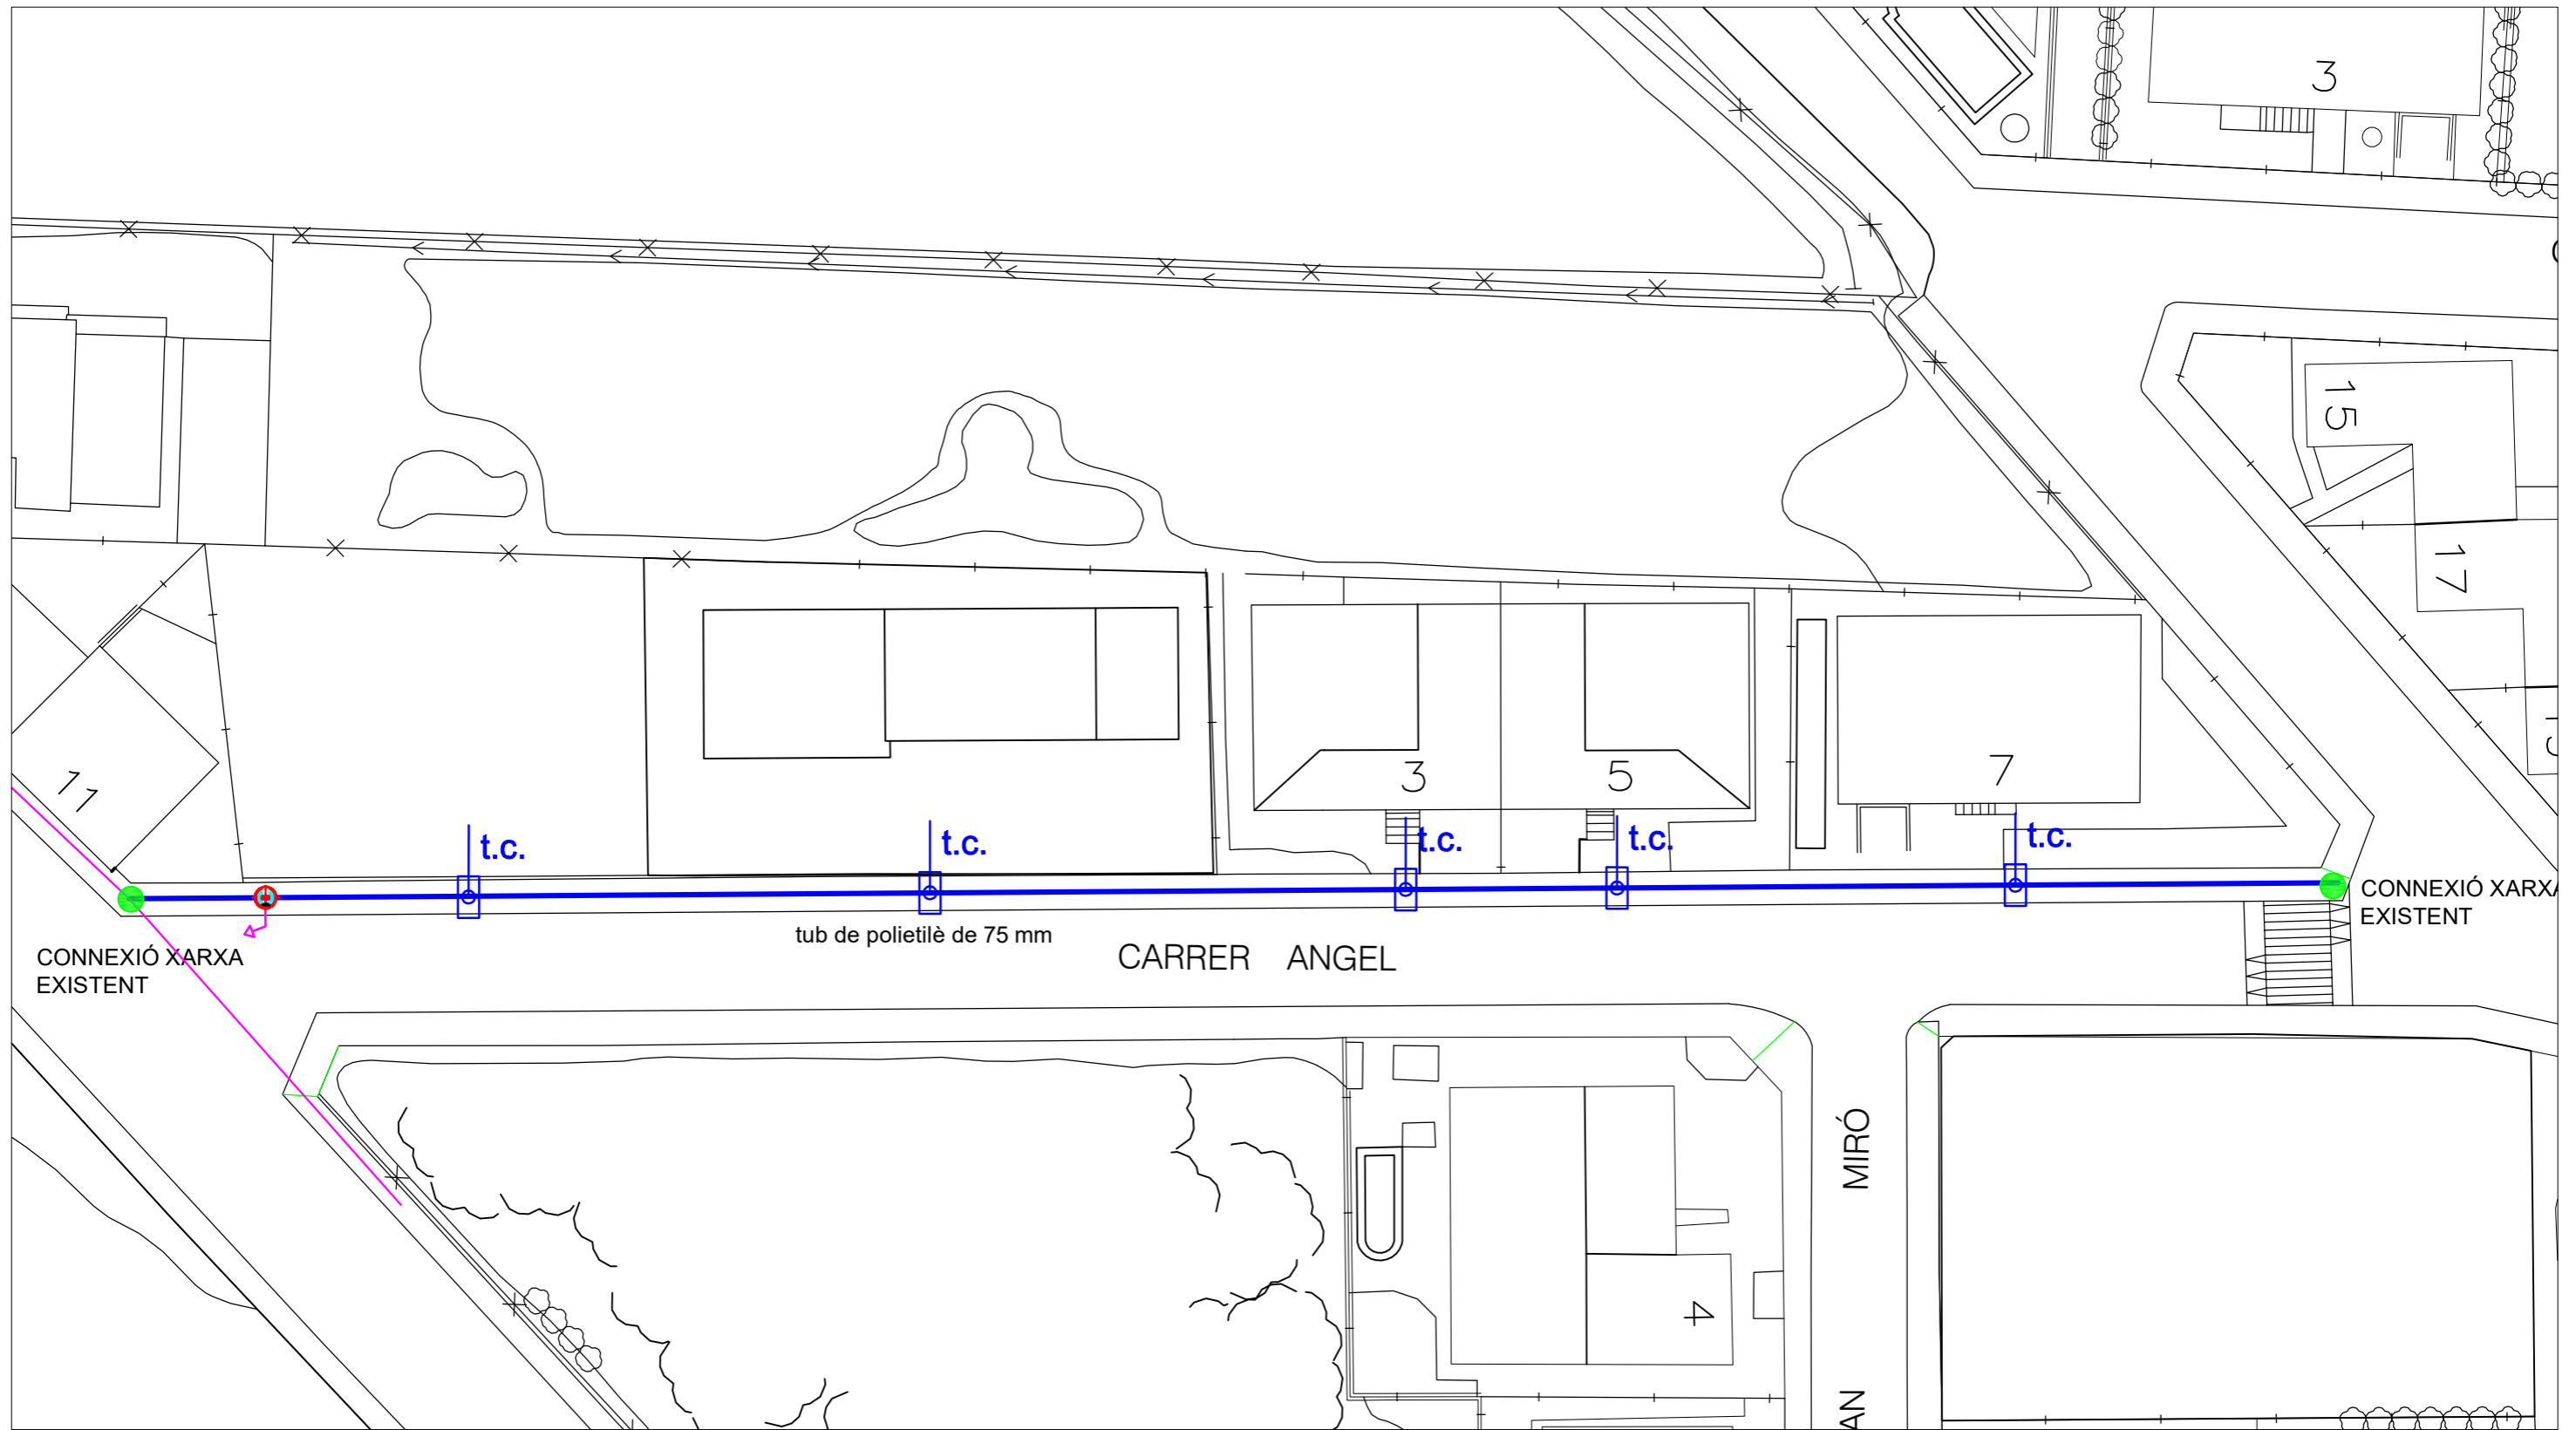 3
15
17
11
3
5
7
t.c.
t.c.
t.c.
t.c.
t.c.
CONNEXIÓ XARXA
EXISTENT
tub de polietilè de 75 mm
CARRER ANGEL
CONNEXIÓ XARXA
EXISTENT
MIRÓ
4
AN